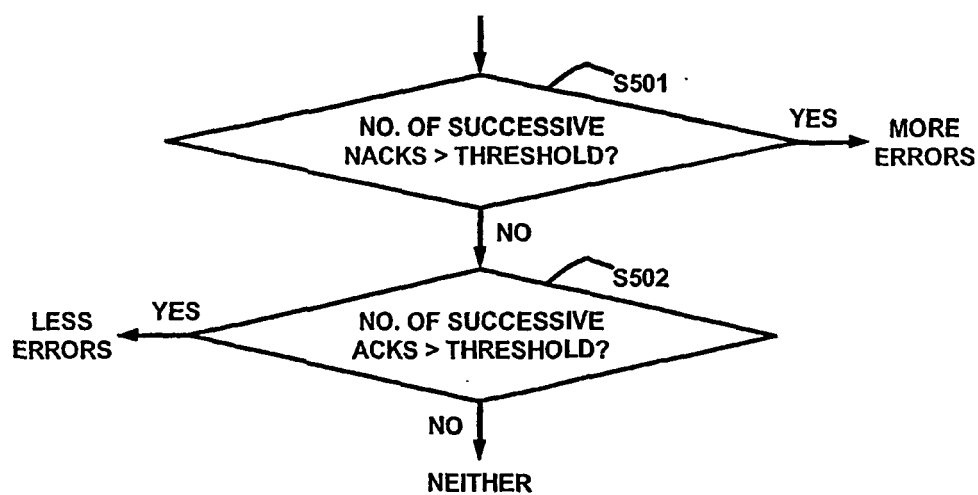 S501
NO. OF SUCCESSIVE
NACKS > THRESHOLD?
YES
MORE
ERRORS
NO
S502
NO. OF SUCCESSIVE
ACKS > THRESHOLD?
YES
LESS
ERRORS
NO
NEITHER